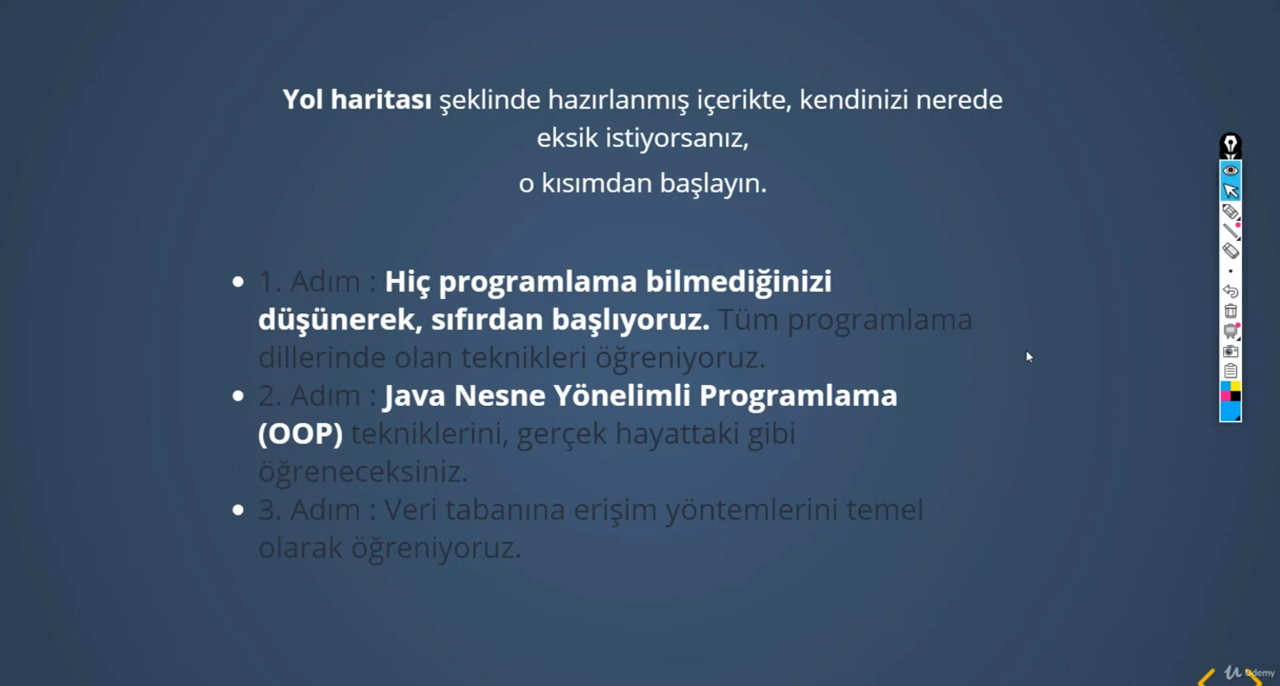 Yol haritası şeklinde hazırlanmış içerikte, kendinizi nerede
eksik istiyorsanız,
o kısımdan başlayın.
1. Adım : Hiç programlama bilmediğinizi
düşünerek, sıfırdan başlıyoruz. Tüm programlama
dillerinde olan teknikleri öğreniyoruz.
2. Adım : Java Nesne Yönelimli Programlama
(OOP) tekniklerini, gerçek hayattaki gibi
öğreneceksiniz.
3. Adım : Veri tabanına erişim yöntemlerini temel
olarak öğreniyoruz.
Udemy